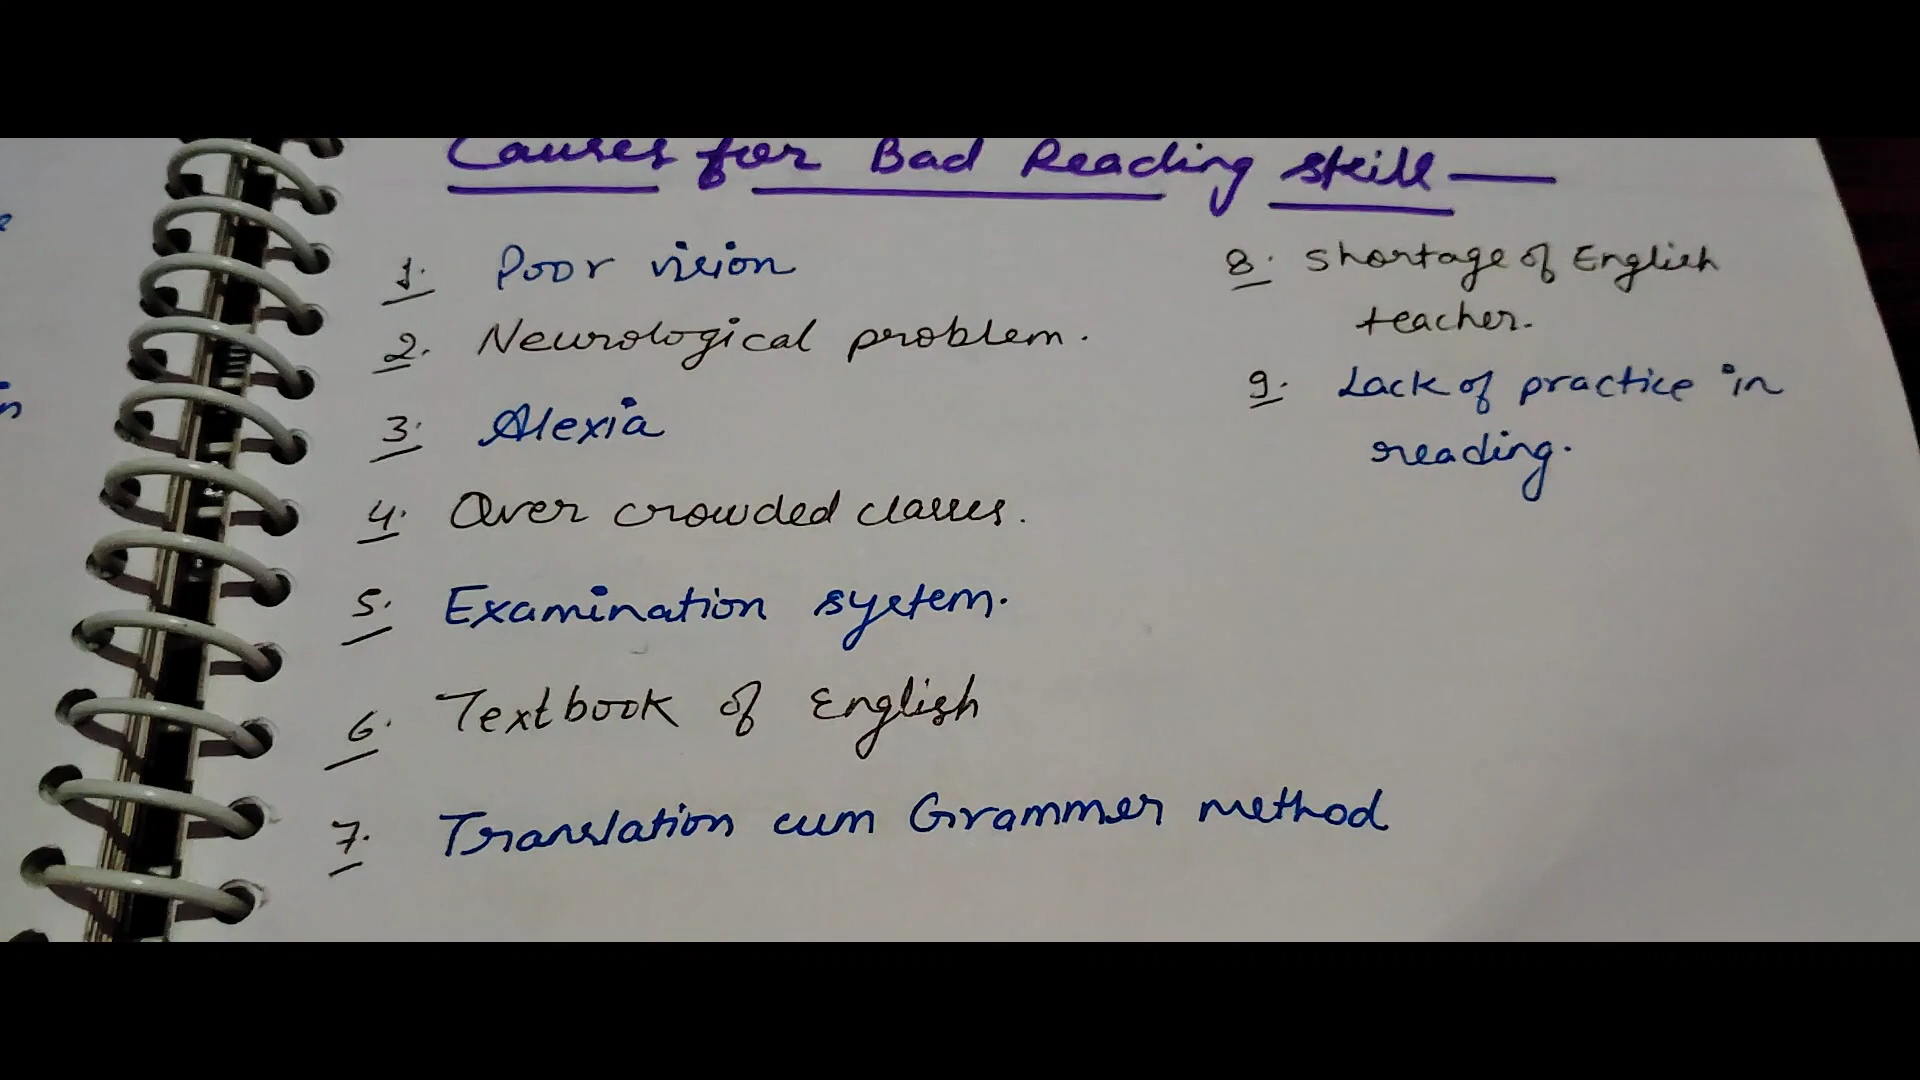 Causes for Bad Reading skill —
1. Poor vision
2. Neurological problem.
3. Alexia
4. Over crowded classes.
5. Examination system.
6. Textbook of English
7. Translation cum Grammer method
8. Shortage of English
teacher.
9. Lack of practice in
reading.